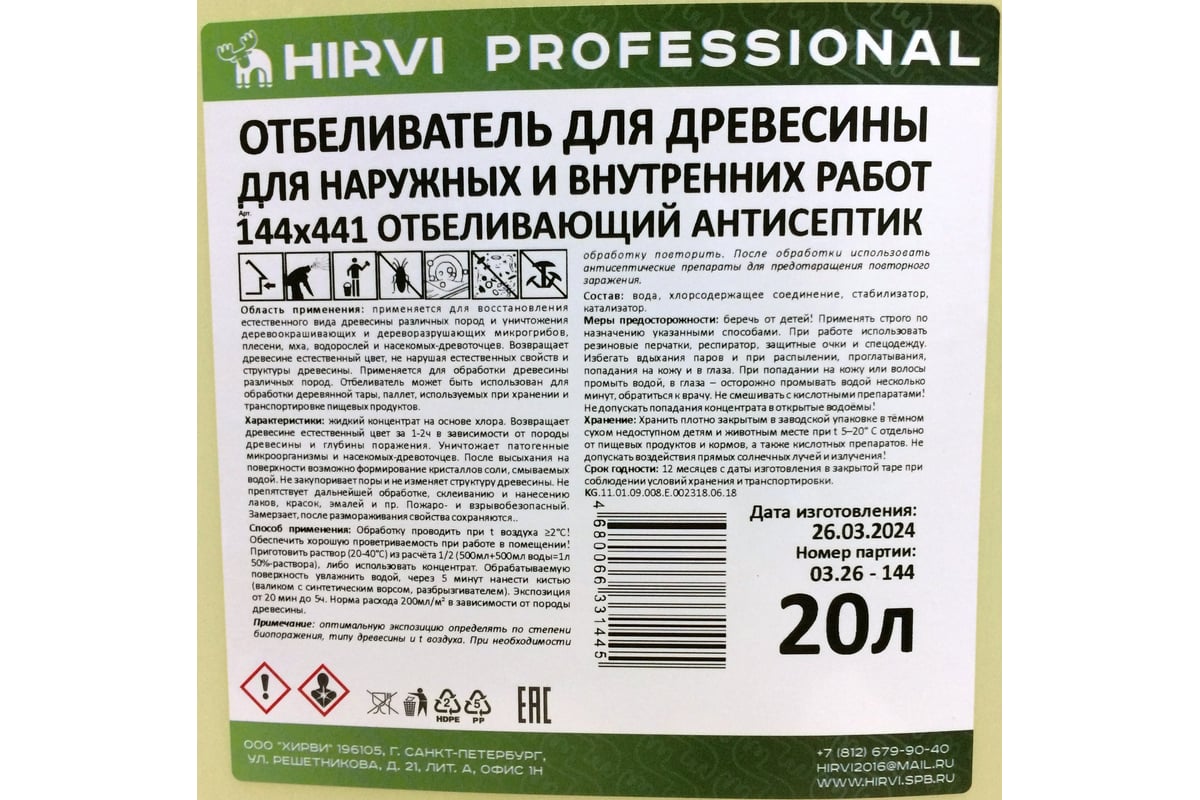 HIRVI PROFESSIONAL
ОТБЕЛИВАТЕЛЬ ДЛЯ ДРЕВЕСИНЫ
ДЛЯ НАРУЖНЫХ И ВНУТРЕННИХ РАБОТ
Арт.
144х441 ОТБЕЛИВАЮЩИЙ АНТИСЕПТИК
Область применения: применяется для восстановления
естественного вида древесины различных пород и уничтожения
деревоокрашивающих и дереворазрушающих микрогрибов,
плесени, мха, водорослей и насекомых-древоточцев. Возвращает
древесине естественный цвет, не нарушая естественных свойств и
структуры древесины. Применяется для обработки древесины
различных пород. Отбеливатель может быть использован для
обработки деревянной тары, паллет, используемых при хранении и
транспортировке пищевых продуктов.
Характеристики: жидкий концентрат на основе хлора. Возвращает
древесине естественный цвет за 1-2ч в зависимости от породы
древесины и глубины поражения. Уничтожает патогенные
микроорганизмы и насекомых-древоточцев. После высыхания на
поверхности возможно формирование кристаллов соли, смываемых
водой. Не закупоривает поры и не изменяет структуру древесины. Не
препятствует дальнейшей обработке, склеиванию и нанесению
лаков, красок, эмалей и пр. Пожаро- и взрывобезопасный.
Замерзает, после размораживания свойства сохраняются..
Способ применения: Обработку проводить при t воздуха ≥2°С!
Обеспечить хорошую проветриваемость при работе в помещении!
Приготовить раствор (20-40°С) из расчёта 1/2 (500мл+500мл воды=1л
50%-раствора), либо использовать концентрат. Обрабатываемую
поверхность увлажнить водой, через 5 минут нанести кистью
(валиком с синтетическим ворсом, разбрызгивателем). Экспозиция
от 20 мин до 5ч. Норма расхода 200мл/м² в зависимости от породы
древесины.
Примечание: оптимальную экспозицию определять по степени
биопоражения, типу древесины и t воздуха. При необходимости
обработку повторить. После обработки использовать
антисептические препараты для предотвращения повторного
заражения.
Состав: вода, хлорсодержащее соединение, стабилизатор,
катализатор.
Меры предосторожности: беречь от детей! Применять строго по
назначению указанными способами. При работе использовать
резиновые перчатки, респиратор, защитные очки и спецодежду.
Избегать вдыхания паров и при распылении, проглатывания,
попадания на кожу и в глаза. При попадании на кожу или волосы
промыть водой, в глаза – осторожно промывать водой несколько
минут, обратиться к врачу. Не смешивать с кислотными препаратами!
Не допускать попадания концентрата в открытые водоёмы!
Хранение: Хранить плотно закрытым в заводской упаковке в тёмном
сухом недоступном детям и животным месте при t 5–20° С отдельно
от пищевых продуктов и кормов, а также кислотных препаратов. Не
допускать воздействия прямых солнечных лучей и излучения!
Срок годности: 12 месяцев с даты изготовления в закрытой таре при
соблюдении условий хранения и транспортировки.
KG.11.01.09.008.E.002318.06.18
4 680066 331445
Дата изготовления:
26.03.2024
Номер партии:
03.26 - 144
20л
2 HDPE
5 PP
EAC
ООО "ХИРВИ" 196105, Г. САНКТ-ПЕТЕРБУРГ,
УЛ. РЕШЕТНИКОВА, Д. 21, ЛИТ. А, ОФИС 1Н
+7 (812) 679-90-40
HIRVI2016@MAIL.RU
WWW.HIRVI.SPB.RU